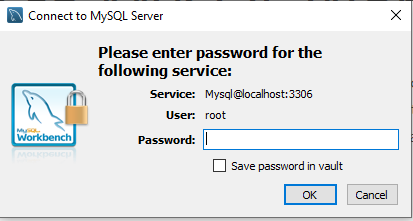 Connect to MySQL Server
Please enter password for the
following service:
Service: Mysql@localhost:3306
User: root
Password:
Save password in vault
OK Cancel
MySQL
Workbench